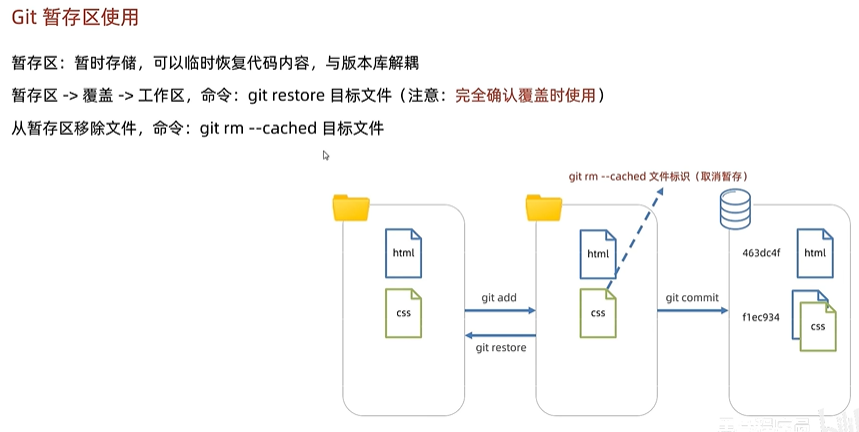 Git 暂存区使用
暂存区：暂时存储，可以临时恢复代码内容，与版本库解耦
暂存区 -> 覆盖 -> 工作区，命令：git restore 目标文件（注意：完全确认覆盖时使用）
从暂存区移除文件，命令：git rm --cached 目标文件
git rm --cached 文件标识（取消暂存）
html
html
463dc4f
html
css
git add
git restore
css
git commit
f1ec934
css